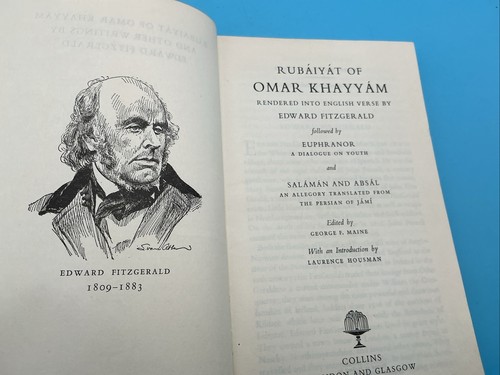 EDWARD FITZGERALD
1809–1883
RUBÁIYÁT OF
OMAR KHAYYÁM
RENDERED INTO ENGLISH VERSE BY
EDWARD FITZGERALD
followed by
EUPHRANOR
A DIALOGUE ON YOUTH
and
SALÁMÁN AND ABSÁL
AN ALLEGORY TRANSLATED FROM
THE PERSIAN OF JÁMÍ
Edited by
GEORGE F. MAINE
With an Introduction by
LAURENCE HOUSMAN
COLLINS
AND GLASGOW